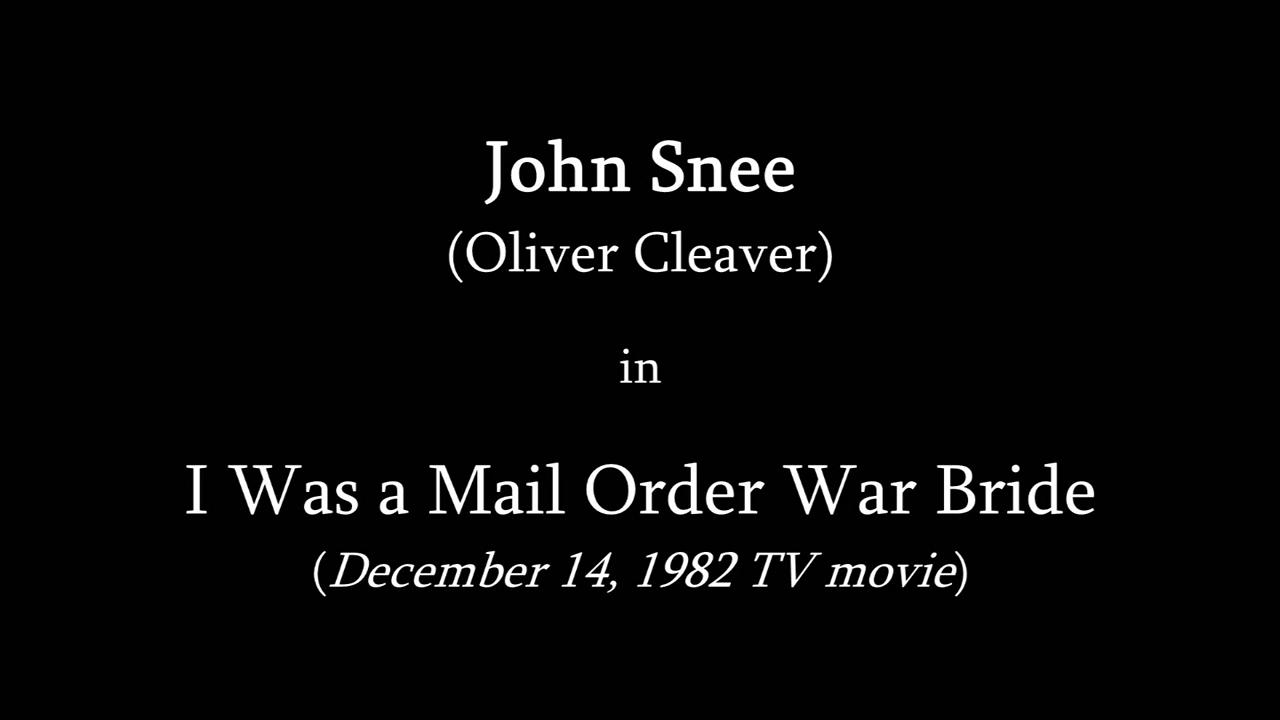 John Snee
(Oliver Cleaver)
in
I Was a Mail Order War Bride
(December 14, 1982 TV movie)